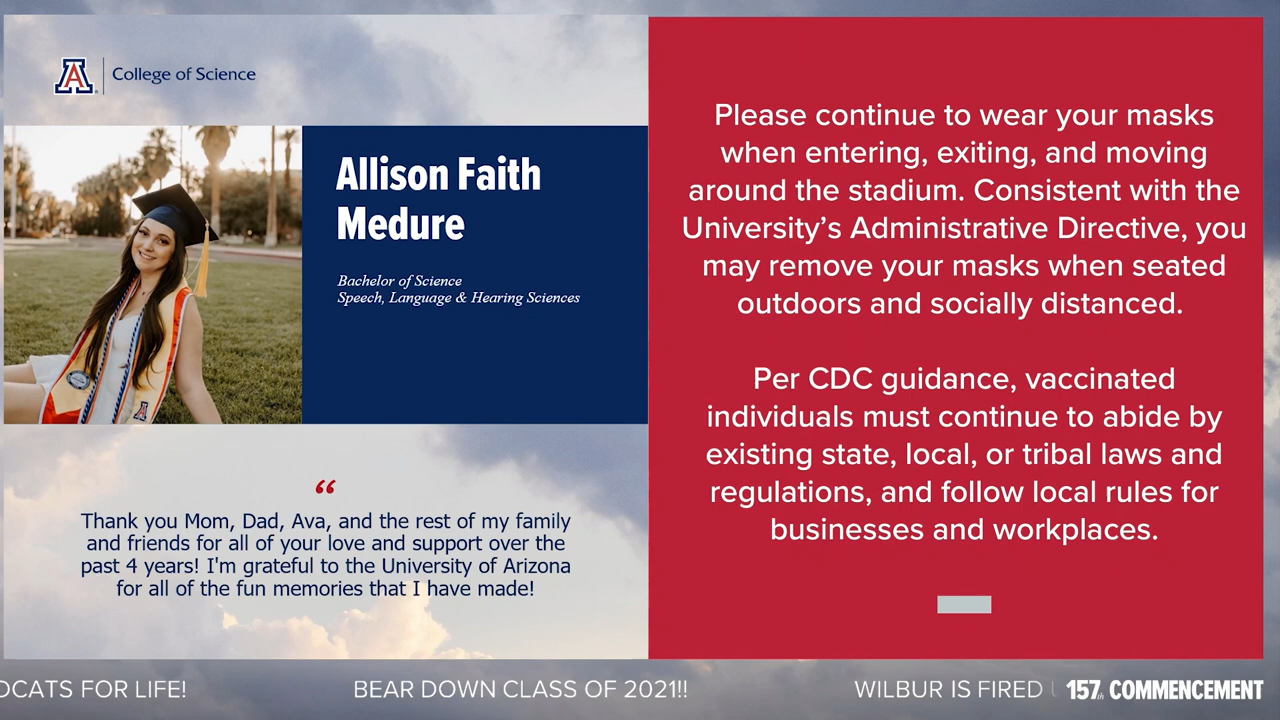 A
College of Science
Allison Faith
Medure
Bachelor of Science
Speech, Language & Hearing Sciences
“
Thank you Mom, Dad, Ava, and the rest of my family
and friends for all of your love and support over the
past 4 years! I'm grateful to the University of Arizona
for all of the fun memories that I have made!
Please continue to wear your masks
when entering, exiting, and moving
around the stadium. Consistent with the
University’s Administrative Directive, you
may remove your masks when seated
outdoors and socially distanced.
Per CDC guidance, vaccinated
individuals must continue to abide by
existing state, local, or tribal laws and
regulations, and follow local rules for
businesses and workplaces.
DCATS FOR LIFE! BEAR DOWN CLASS OF 2021!! WILBUR IS FIRED 157th COMMENCEMENT